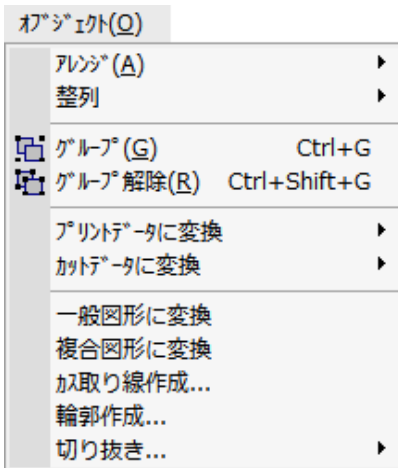 ｵﾌﾞｼﾞｪｸﾄ(O)
ｱﾚﾝｼﾞ(A)
整列
ｸﾞﾙｰﾌﾟ(G) Ctrl+G
ｸﾞﾙｰﾌﾟ解除(R) Ctrl+Shift+G
ﾌﾟﾘﾝﾄﾃﾞｰﾀに変換
ｶｯﾄﾃﾞｰﾀに変換
一般図形に変換
複合図形に変換
ｶｽ取り線作成...
輪郭作成...
切り抜き...